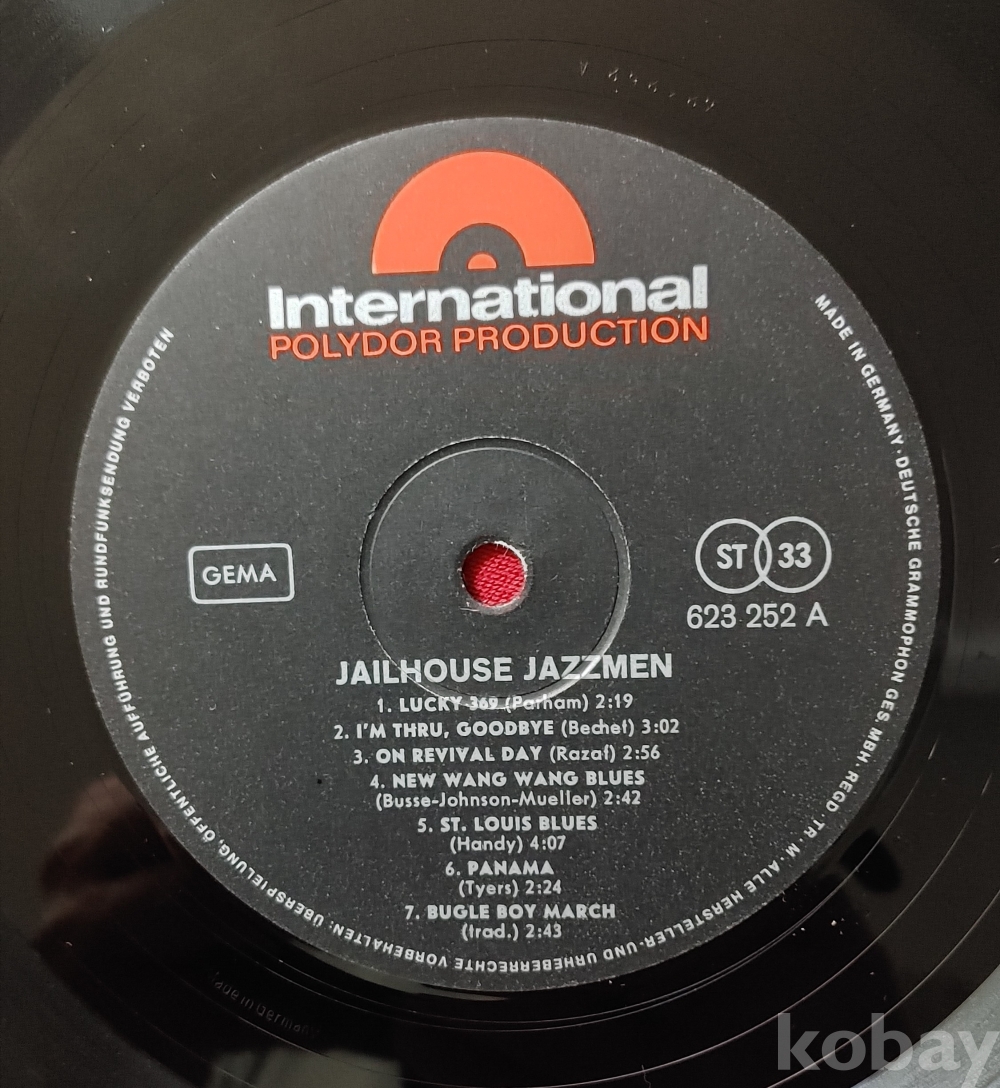 International
POLYDOR PRODUCTION
GEMA
ST 33
623 252 A
JAILHOUSE JAZZMEN
1. LUCKY 369 (Parham) 2:19
2. I'M THRU, GOODBYE (Bechet) 3:02
3. ON REVIVAL DAY (Razaf) 2:56
4. NEW WANG WANG BLUES
(Busse-Johnson-Mueller) 2:42
5. ST. LOUIS BLUES
(Handy) 4:07
6. PANAMA
(Tyers) 2:24
7. BUGLE BOY MARCH
(trad.) 2:43
MADE IN GERMANY · DEUTSCHE GRAMMOPHON GES. MBH REGD. TR. M. · ALLE HERSTELLER- UND URHEBERRECHTE VORBEHALTEN: ÜBERSPIELUNG, ÖFFENTLICHE AUFFÜHRUNG UND RUNDFUNKSENDUNG VERBOTEN
Made in Germany
kobay